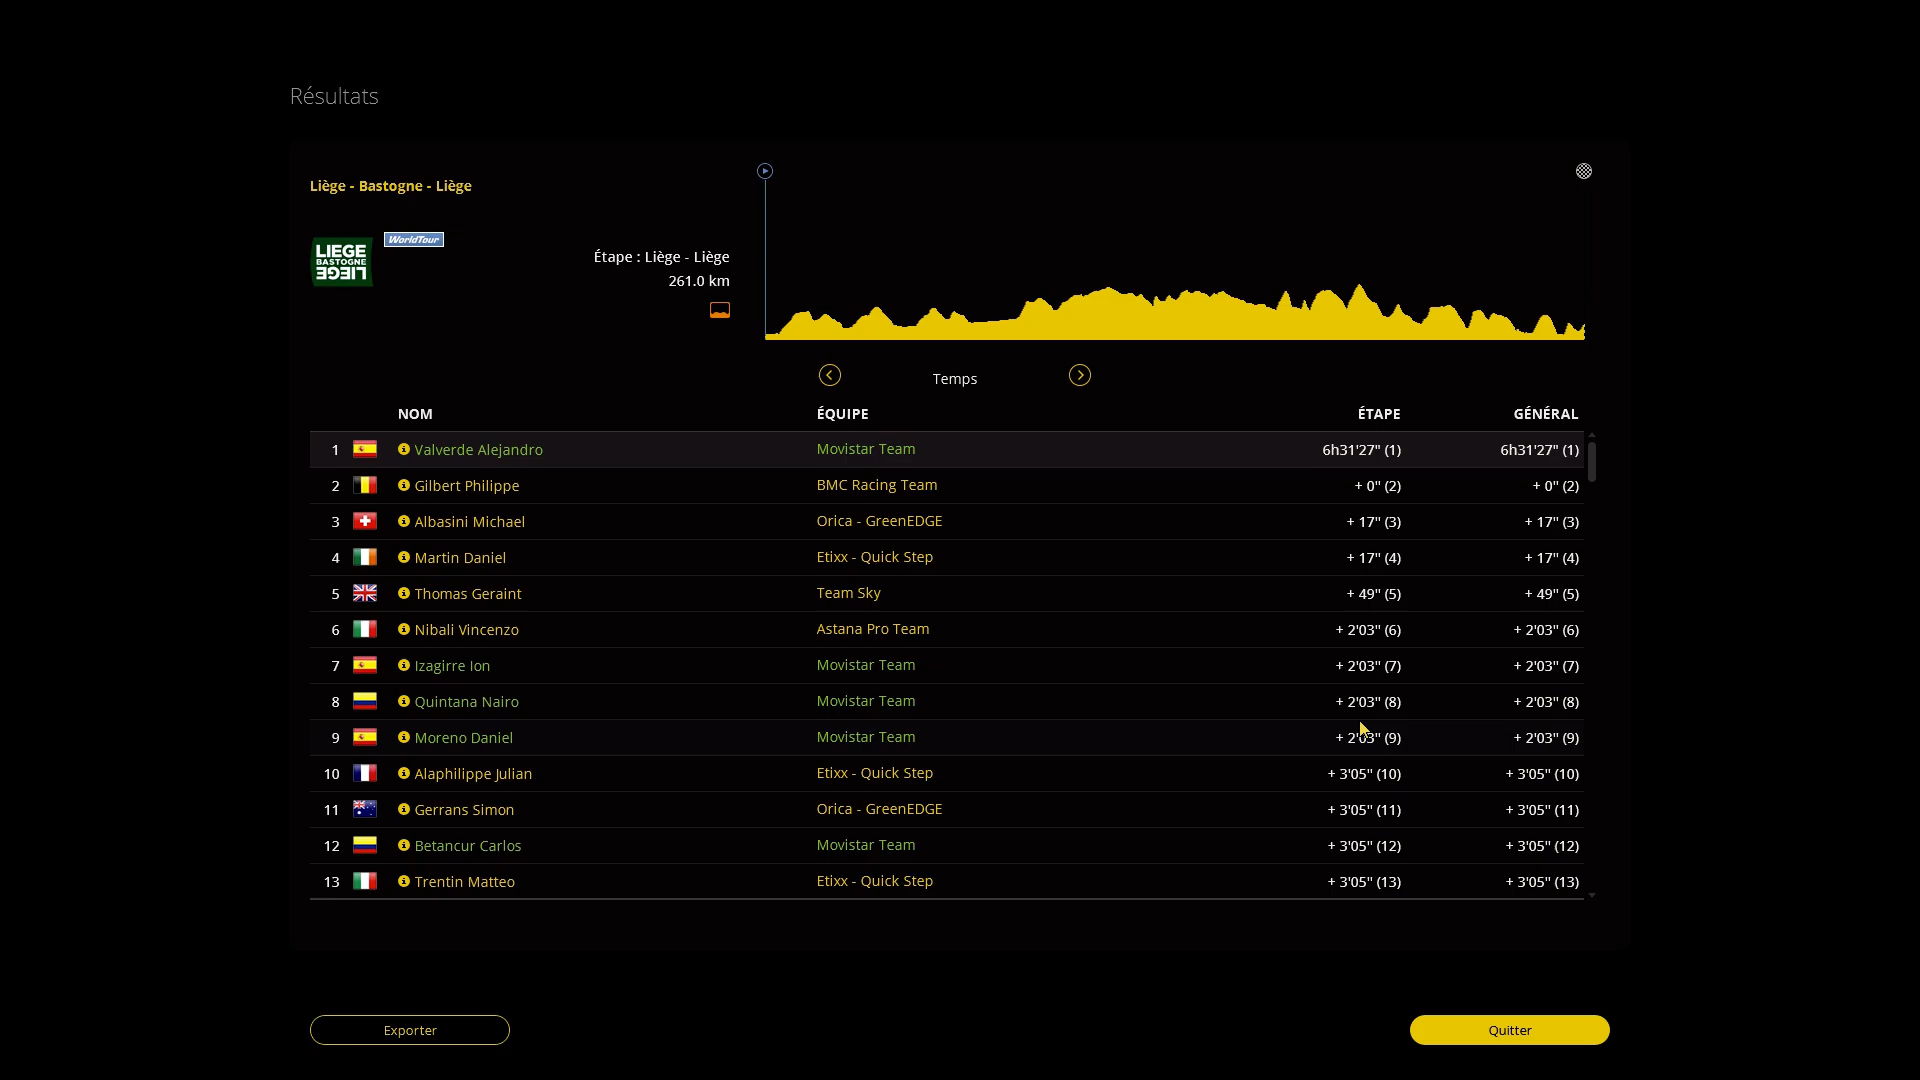 Résultats
Liège - Bastogne - Liège
LIEGE
BASTOGNE
LIEGE
WorldTour
Étape : Liège - Liège
261.0 km
Temps
NOM ÉQUIPE ÉTAPE GÉNÉRAL
1 Valverde Alejandro Movistar Team 6h31'27'' (1) 6h31'27'' (1)
2 Gilbert Philippe BMC Racing Team + 0'' (2) + 0'' (2)
3 Albasini Michael Orica - GreenEDGE + 17'' (3) + 17'' (3)
4 Martin Daniel Etixx - Quick Step + 17'' (4) + 17'' (4)
5 Thomas Geraint Team Sky + 49'' (5) + 49'' (5)
6 Nibali Vincenzo Astana Pro Team + 2'03'' (6) + 2'03'' (6)
7 Izagirre Ion Movistar Team + 2'03'' (7) + 2'03'' (7)
8 Quintana Nairo Movistar Team + 2'03'' (8) + 2'03'' (8)
9 Moreno Daniel Movistar Team + 2'03'' (9) + 2'03'' (9)
10 Alaphilippe Julian Etixx - Quick Step + 3'05'' (10) + 3'05'' (10)
11 Gerrans Simon Orica - GreenEDGE + 3'05'' (11) + 3'05'' (11)
12 Betancur Carlos Movistar Team + 3'05'' (12) + 3'05'' (12)
13 Trentin Matteo Etixx - Quick Step + 3'05'' (13) + 3'05'' (13)
Exporter Quitter